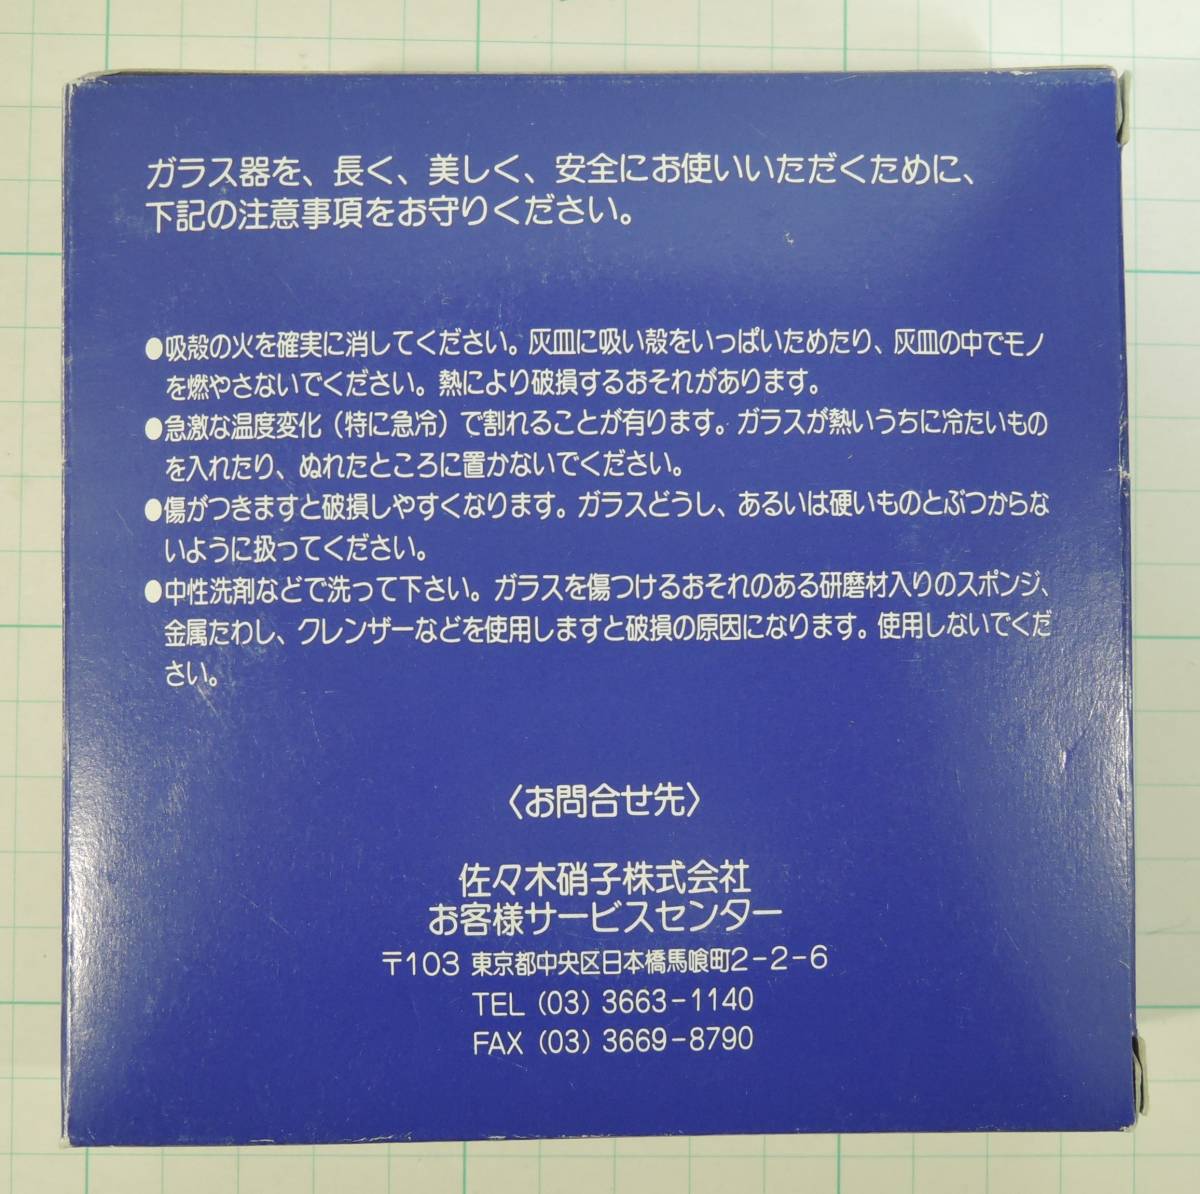 ガラス器を、長く、美しく、安全にお使いいただくために、
下記の注意事項をお守りください。
●吸殻の火を確実に消してください。灰皿に吸い殻をいっぱいためたり、灰皿の中でモノ
を燃やさないでください。熱により破損するおそれがあります。
●急激な温度変化（特に急冷）で割れることが有ります。ガラスが熱いうちに冷たいもの
を入れたり、ぬれたところに置かないでください。
●傷がつきますと破損しやすくなります。ガラスどうし、あるいは硬いものとぶつからな
いように扱ってください。
●中性洗剤などで洗って下さい。ガラスを傷つけるおそれのある研磨材入りのスポンジ、
金属たわし、クレンザーなどを使用しますと破損の原因になります。使用しないでくだ
さい。
〈お問合せ先〉
佐々木硝子株式会社
お客様サービスセンター
〒103 東京都中央区日本橋馬喰町2-2-6
TEL (03) 3663-1140
FAX (03) 3669-8790